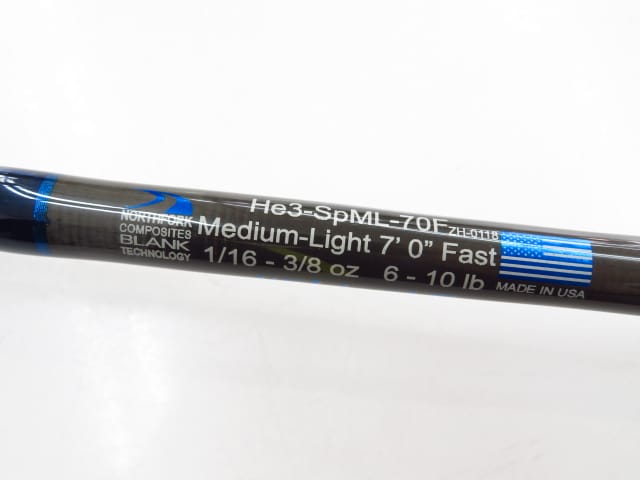 NORTHFORK
COMPOSITES
BLANK
TECHNOLOGY
He3-SpML-70F
ZH-0118
Medium-Light 7' 0" Fast
1/16 - 3/8 oz 6 - 10 lb
MADE IN USA